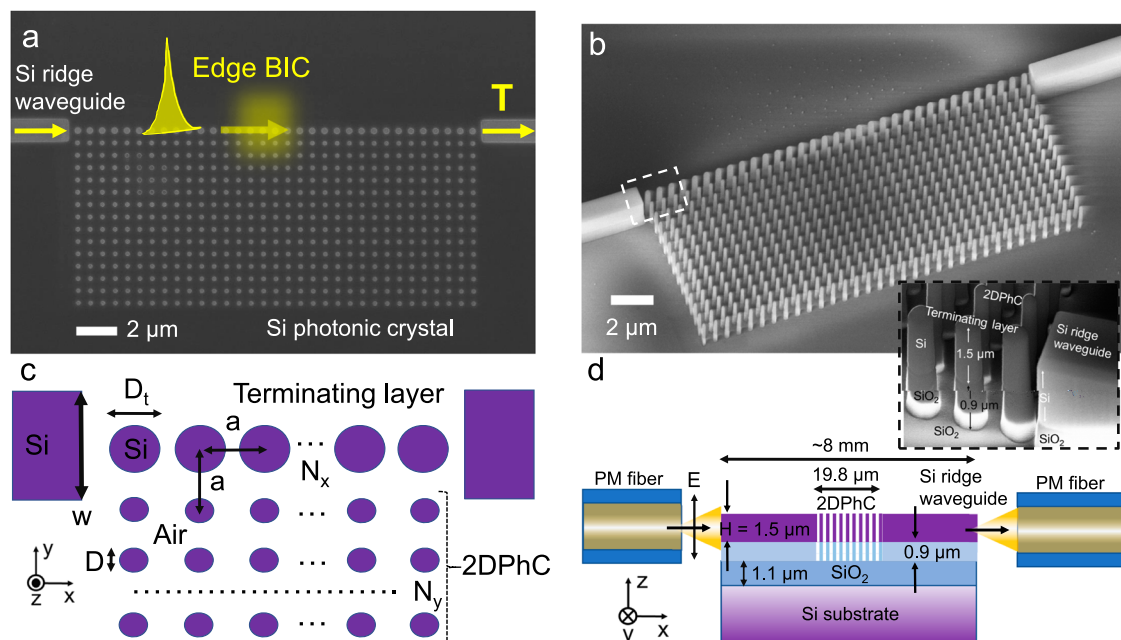 a
Si ridge
waveguide
Edge BIC
T
2 µm
Si photonic crystal
b
2 µm
2DPhC
Terminating layer
Si
1.5 µm
Si ridge
waveguide
SiO₂
0.9 µm
Si
SiO₂
SiO₂
c
Dₜ
Terminating layer
Si
Si
a
a
Nₓ
w
Air
D
2DPhC
Nᵧ
y
z
x
d
~8 mm
19.8 µm
PM fiber
E
2DPhC
Si ridge
waveguide
PM fiber
H = 1.5 µm
0.9 µm
1.1 µm
SiO₂
Si substrate
z
y
x